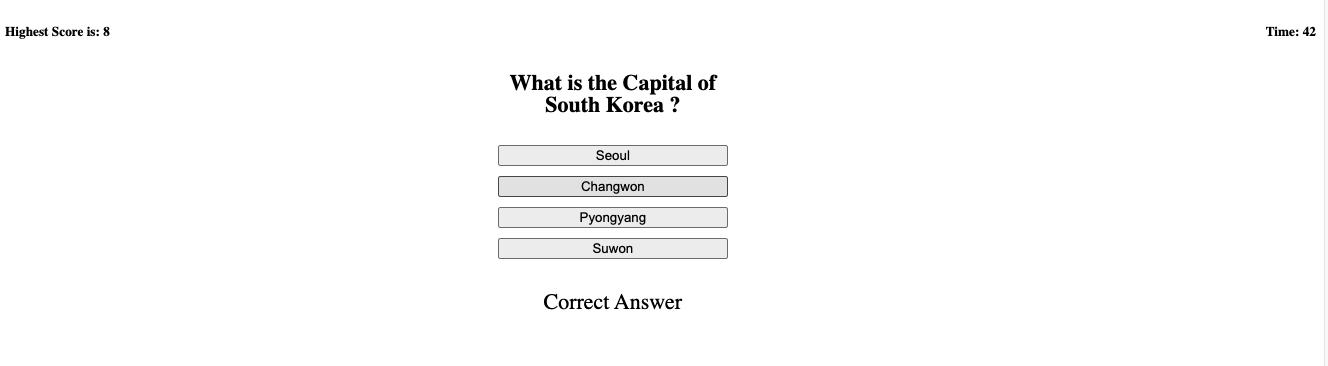 Highest Score is: 8
Time: 42
What is the Capital of
South Korea ?
Seoul
Changwon
Pyongyang
Suwon
Correct Answer